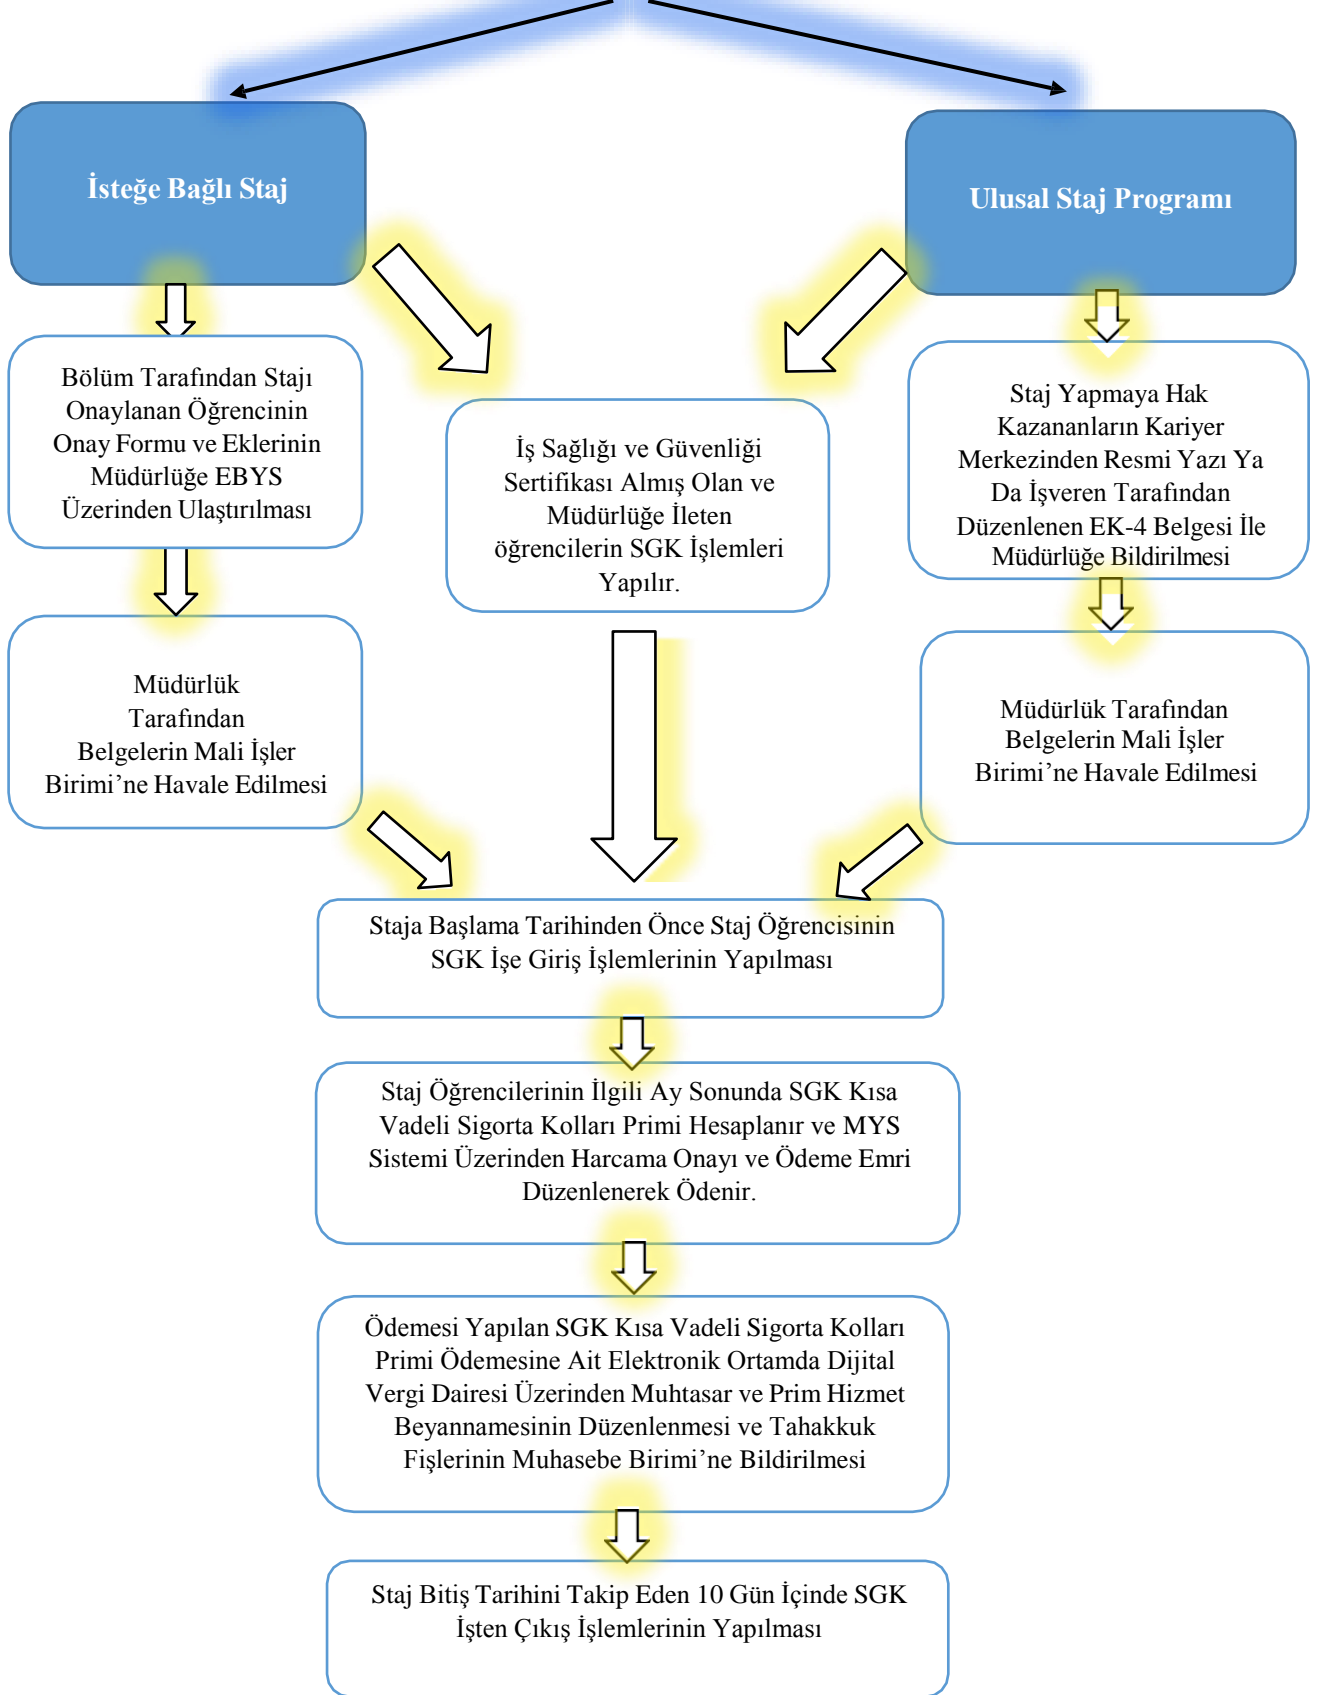 İsteğe Bağlı Staj
Ulusal Staj Programı
Bölüm Tarafından Stajı
Onaylanan Öğrencinin
Onay Formu ve Eklerinin
Müdürlüğe EBYS
Üzerinden Ulaştırılması
İş Sağlığı ve Güvenliği
Sertifikası Almış Olan ve
Müdürlüğe İleten
öğrencilerin SGK İşlemleri
Yapılır.
Staj Yapmaya Hak
Kazananların Kariyer
Merkezinden Resmi Yazı Ya
Da İşveren Tarafından
Düzenlenen EK-4 Belgesi İle
Müdürlüğe Bildirilmesi
Müdürlük
Tarafından
Belgelerin Mali İşler
Birimi’ne Havale Edilmesi
Müdürlük Tarafından
Belgelerin Mali İşler
Birimi’ne Havale Edilmesi
Staja Başlama Tarihinden Önce Staj Öğrencisinin
SGK İşe Giriş İşlemlerinin Yapılması
Staj Öğrencilerinin İlgili Ay Sonunda SGK Kısa
Vadeli Sigorta Kolları Primi Hesaplanır ve MYS
Sistemi Üzerinden Harcama Onayı ve Ödeme Emri
Düzenlenerek Ödenir.
Ödemesi Yapılan SGK Kısa Vadeli Sigorta Kolları
Primi Ödemesine Ait Elektronik Ortamda Dijital
Vergi Dairesi Üzerinden Muhtasar ve Prim Hizmet
Beyannamesinin Düzenlenmesi ve Tahakkuk
Fişlerinin Muhasebe Birimi’ne Bildirilmesi
Staj Bitiş Tarihini Takip Eden 10 Gün İçinde SGK
İşten Çıkış İşlemlerinin Yapılması